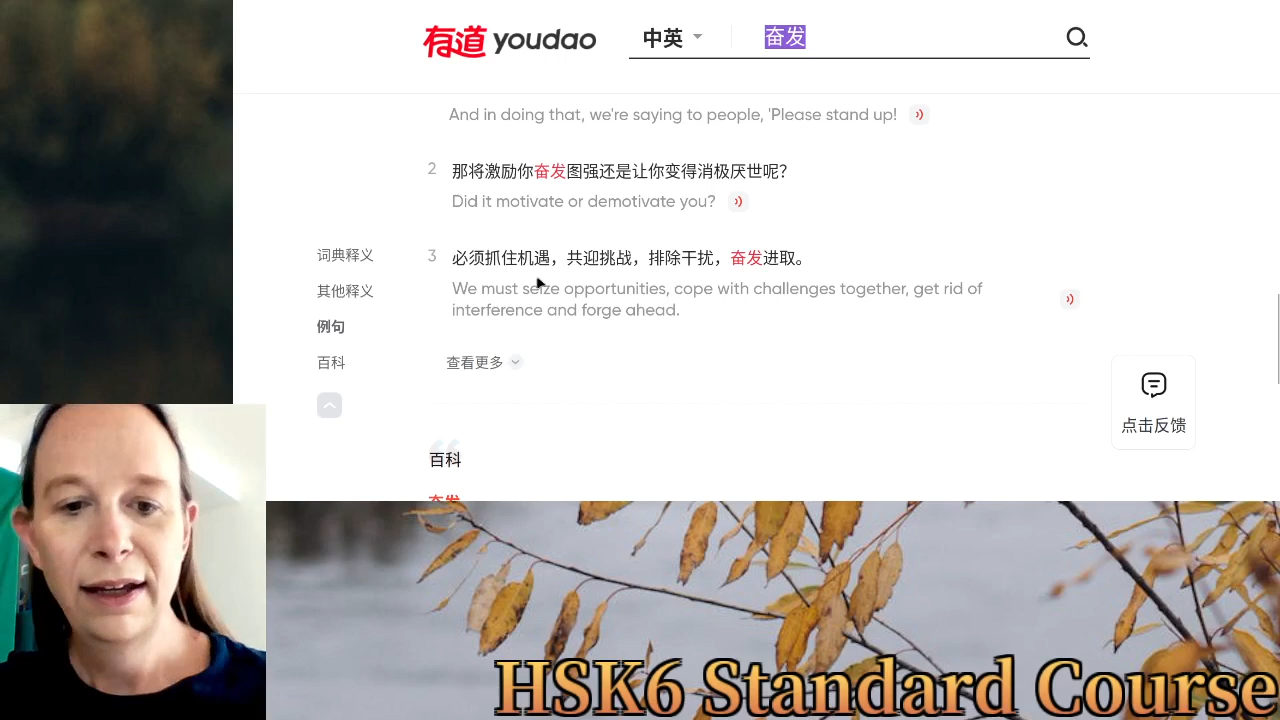 有道 youdao
中英
奋发
And in doing that, we're saying to people, 'Please stand up!
2 那将激励你奋发图强还是让你变得消极厌世呢?
Did it motivate or demotivate you?
3 必须抓住机遇，共迎挑战，排除干扰，奋发进取。
We must seize opportunities, cope with challenges together, get rid of
interference and forge ahead.
查看更多
词典释义
其他释义
例句
百科
点击反馈
百科
奋发
HSK6 Standard Course